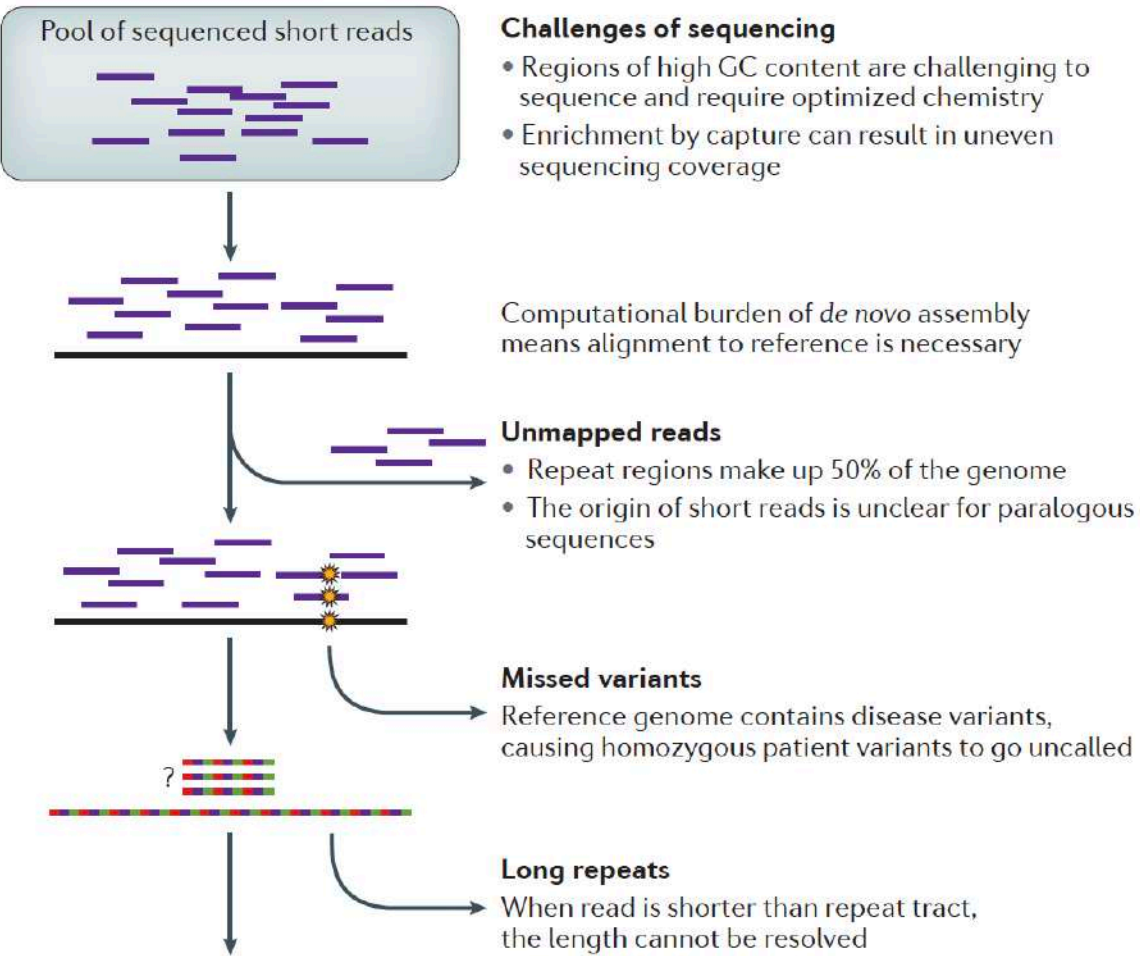 Pool of sequenced short reads
Challenges of sequencing
• Regions of high GC content are challenging to
sequence and require optimized chemistry
• Enrichment by capture can result in uneven
sequencing coverage
Computational burden of de novo assembly
means alignment to reference is necessary
Unmapped reads
• Repeat regions make up 50% of the genome
• The origin of short reads is unclear for paralogous
sequences
Missed variants
Reference genome contains disease variants,
causing homozygous patient variants to go uncalled
?
Long repeats
When read is shorter than repeat tract,
the length cannot be resolved